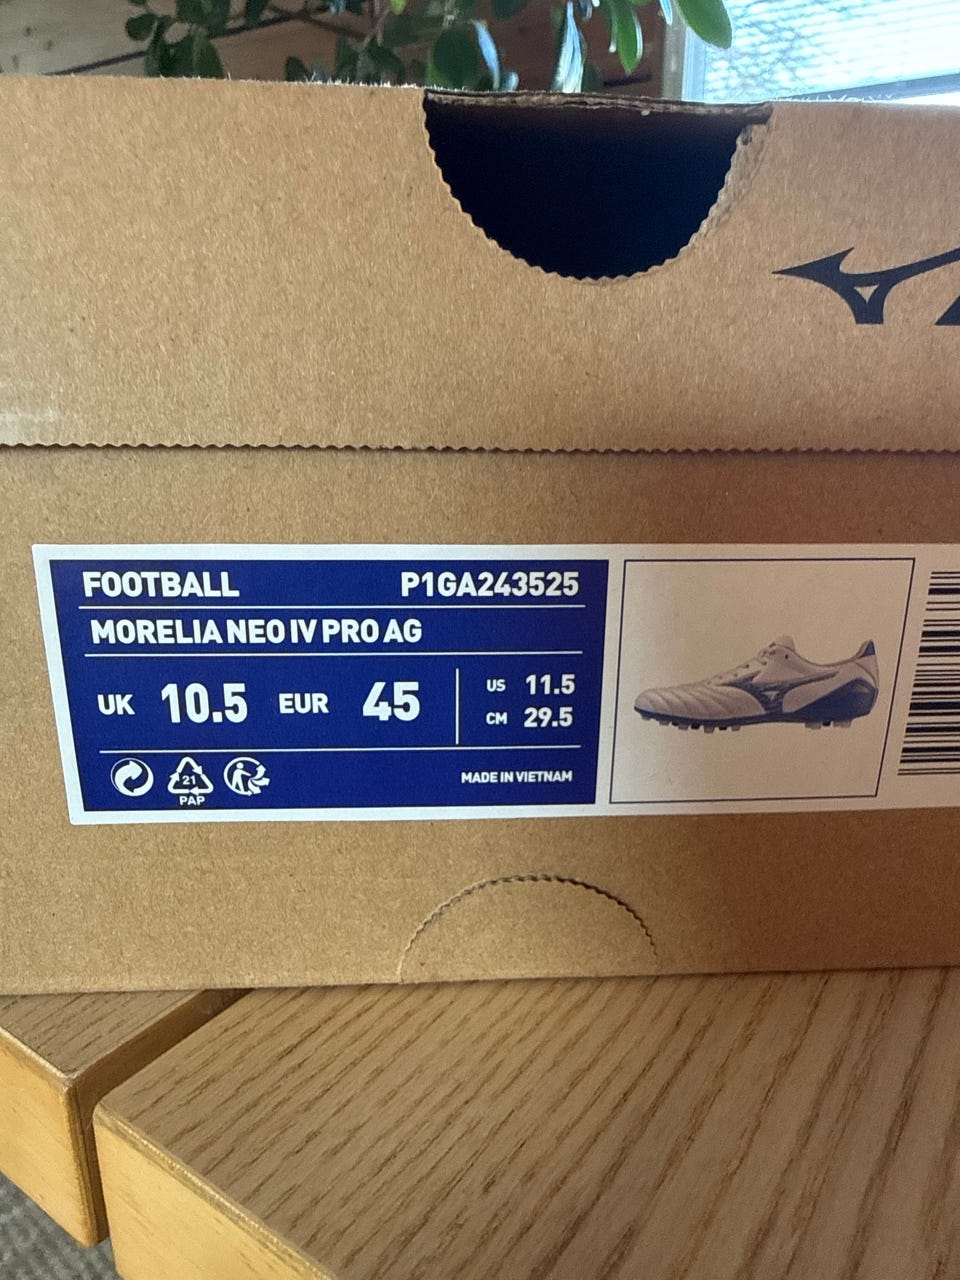 FOOTBALL P1GA243525
MORELIA NEO IV PRO AG
UK 10.5 EUR 45
US 11.5
CM 29.5
21
PAP
MADE IN VIETNAM